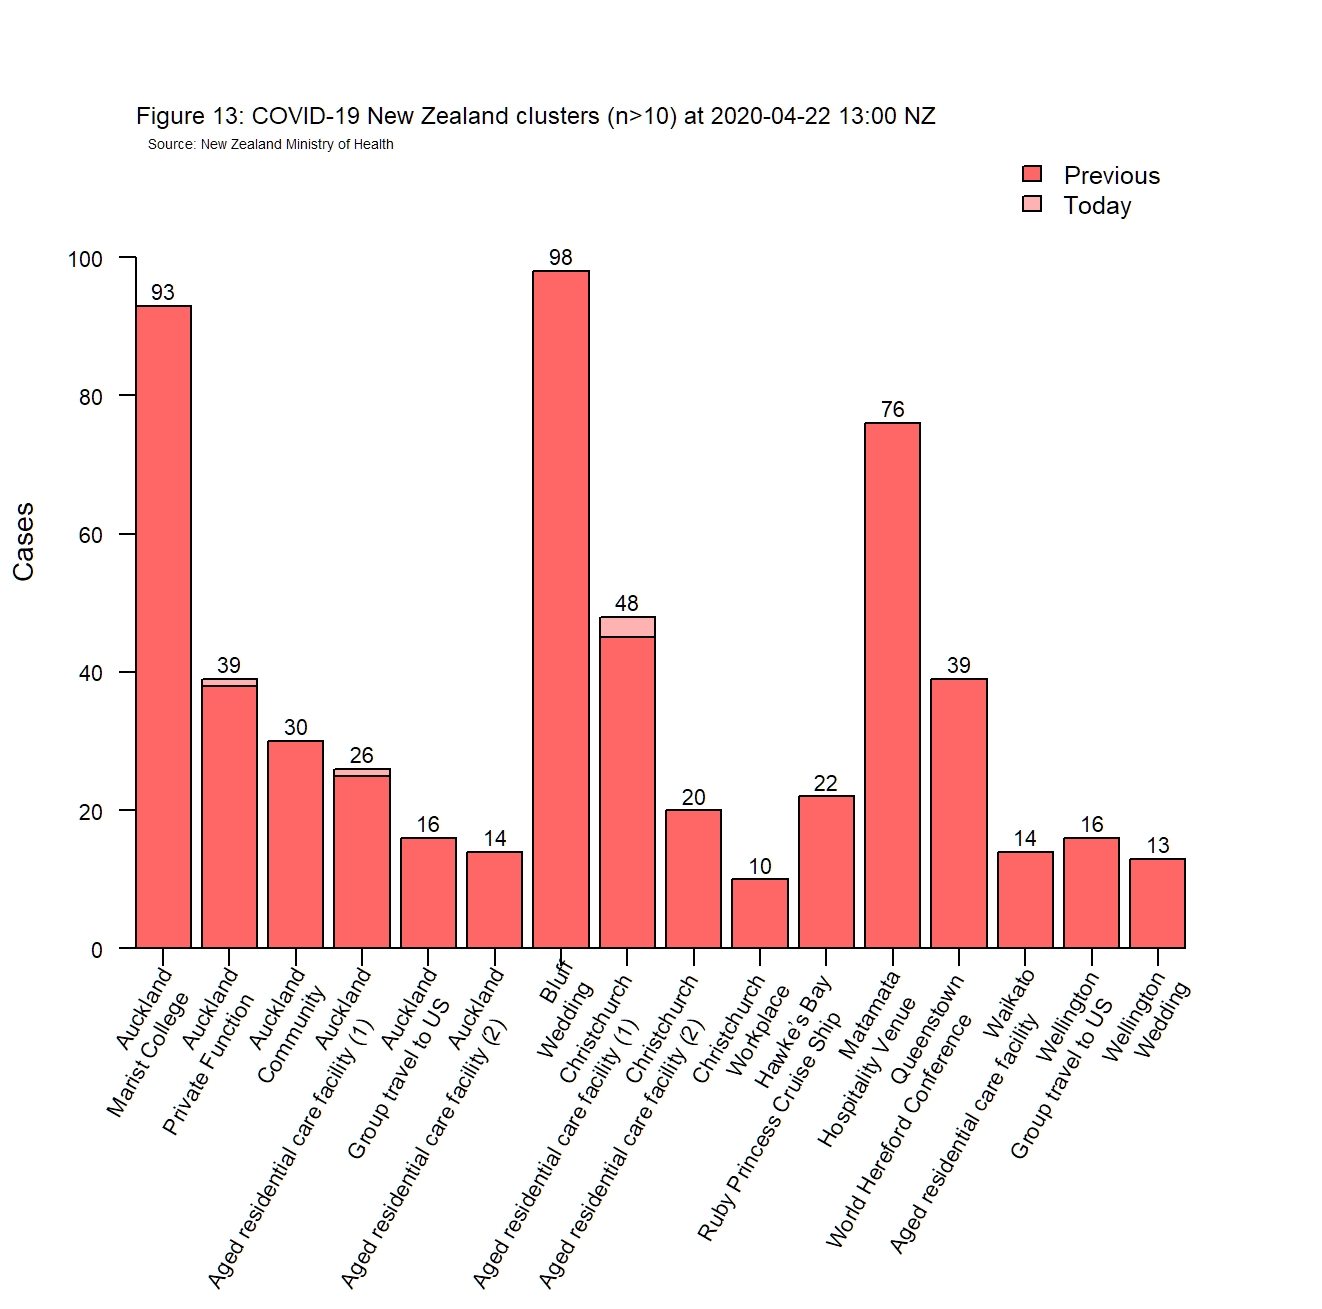 Figure 13: COVID-19 New Zealand clusters (n>10) at 2020-04-22 13:00 NZ
Source: New Zealand Ministry of Health
Previous
Today
Cases
100
80
60
40
20
0
93
39
30
26
16
14
98
48
20
10
22
76
39
14
16
13
Auckland
Marist College
Auckland
Private Function
Auckland
Community
Auckland
Aged residential care facility (1)
Auckland
Group travel to US
Auckland
Aged residential care facility (2)
Bluff
Wedding
Christchurch
Aged residential care facility (1)
Christchurch
Aged residential care facility (2)
Christchurch
Workplace
Hawke's Bay
Ruby Princess Cruise Ship
Matamata
Hospitality Venue
Queenstown
World Hereford Conference
Waikato
Aged residential care facility
Wellington
Group travel to US
Wellington
Wedding